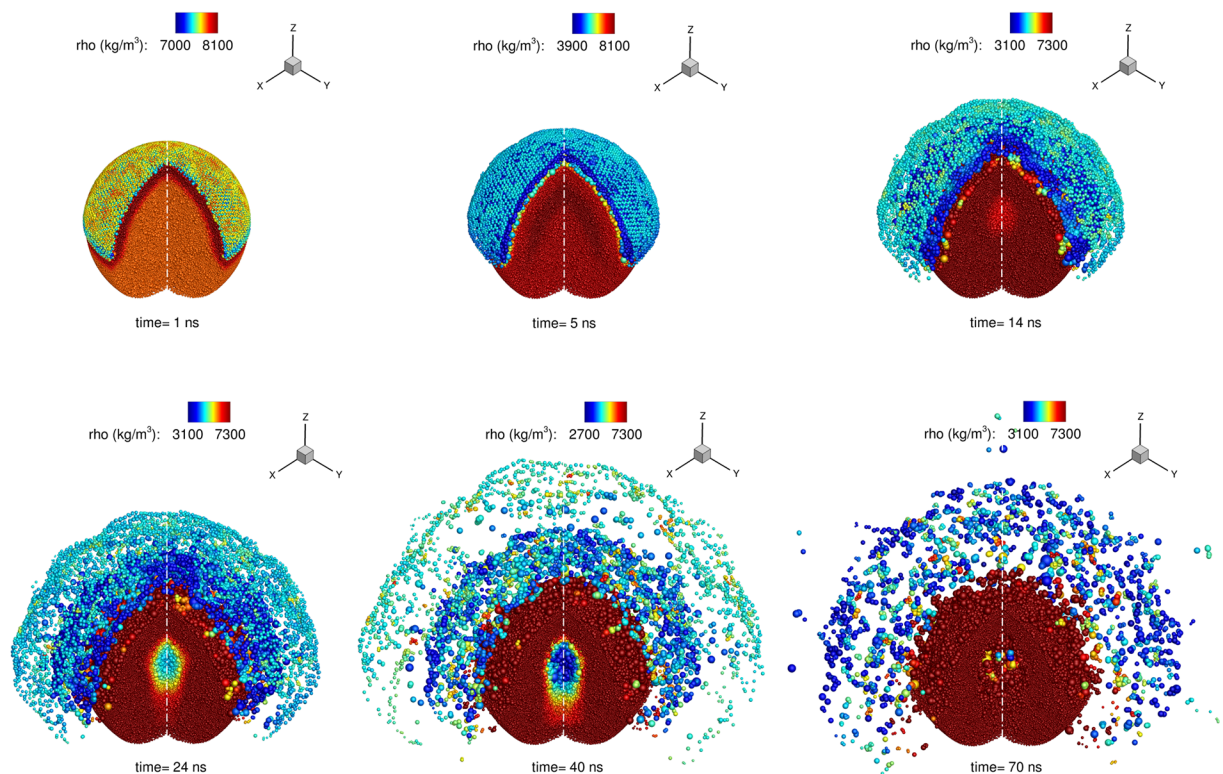 rho (kg/m³): 7000 8100
Z
X Y
time= 1 ns
rho (kg/m³): 3900 8100
Z
X Y
time= 5 ns
rho (kg/m³): 3100 7300
Z
X Y
time= 14 ns
rho (kg/m³): 3100 7300
Z
X Y
time= 24 ns
rho (kg/m³): 2700 7300
Z
X Y
time= 40 ns
rho (kg/m³): 3100 7300
Z
X Y
time= 70 ns